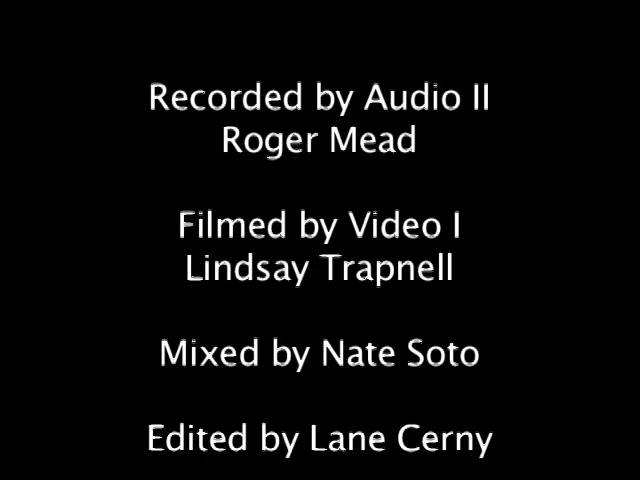 Recorded by Audio II
Roger Mead
Filmed by Video I
Lindsay Trapnell
Mixed by Nate Soto
Edited by Lane Cerny